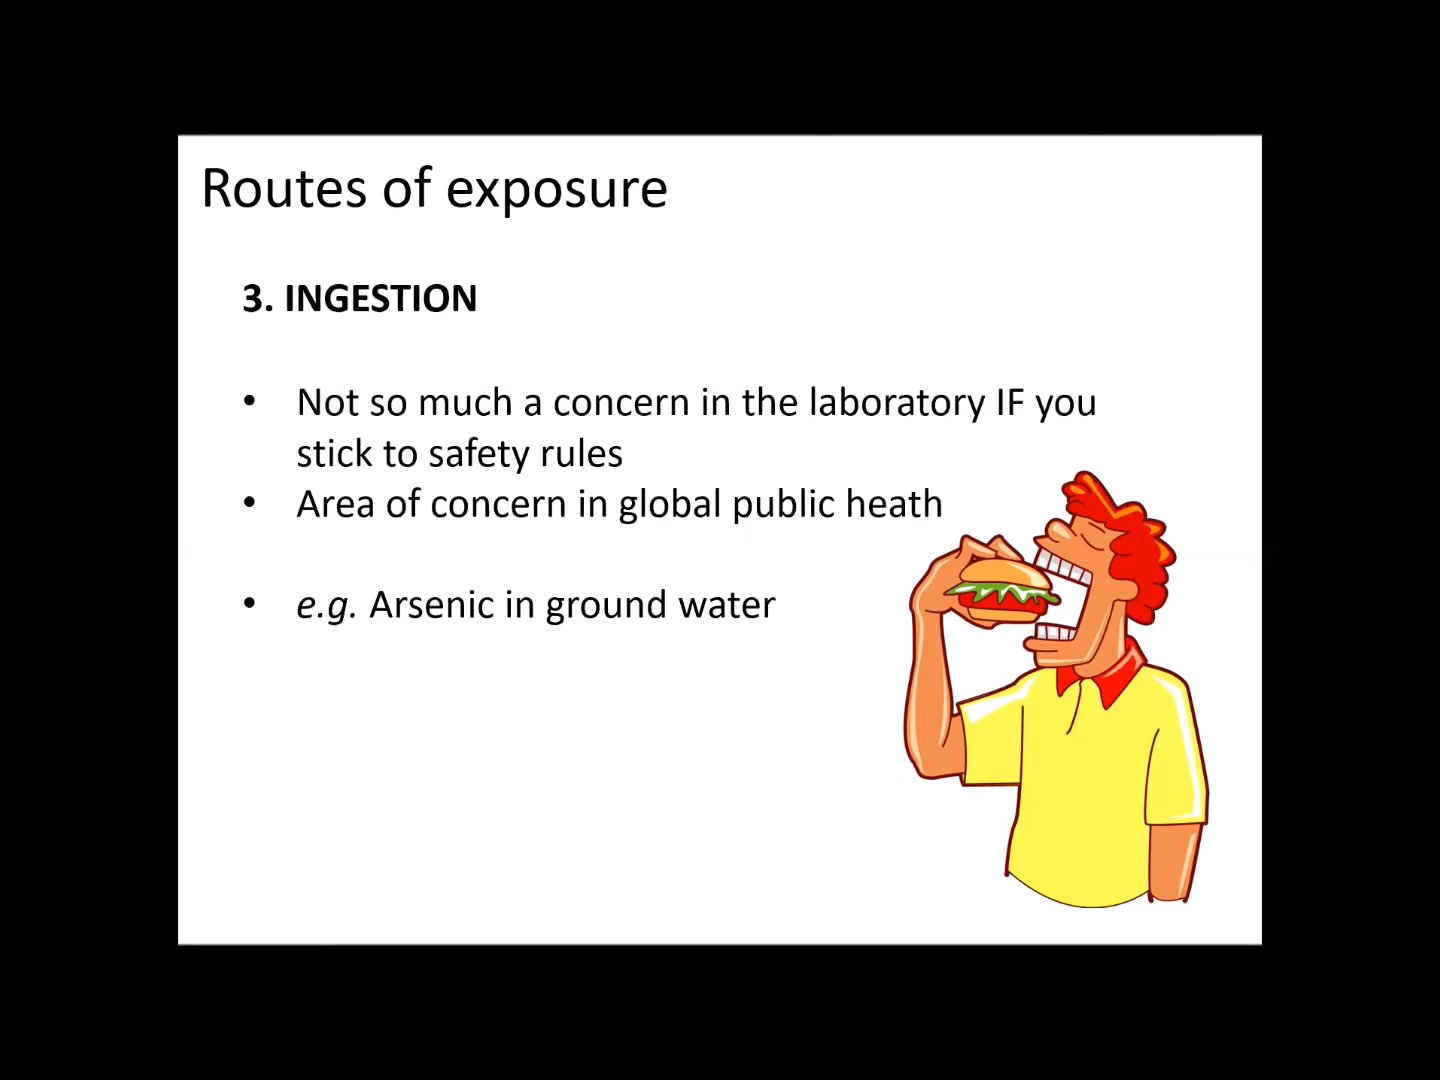 Routes of exposure
3. INGESTION
• Not so much a concern in the laboratory IF you
stick to safety rules
• Area of concern in global public heath
• e.g. Arsenic in ground water